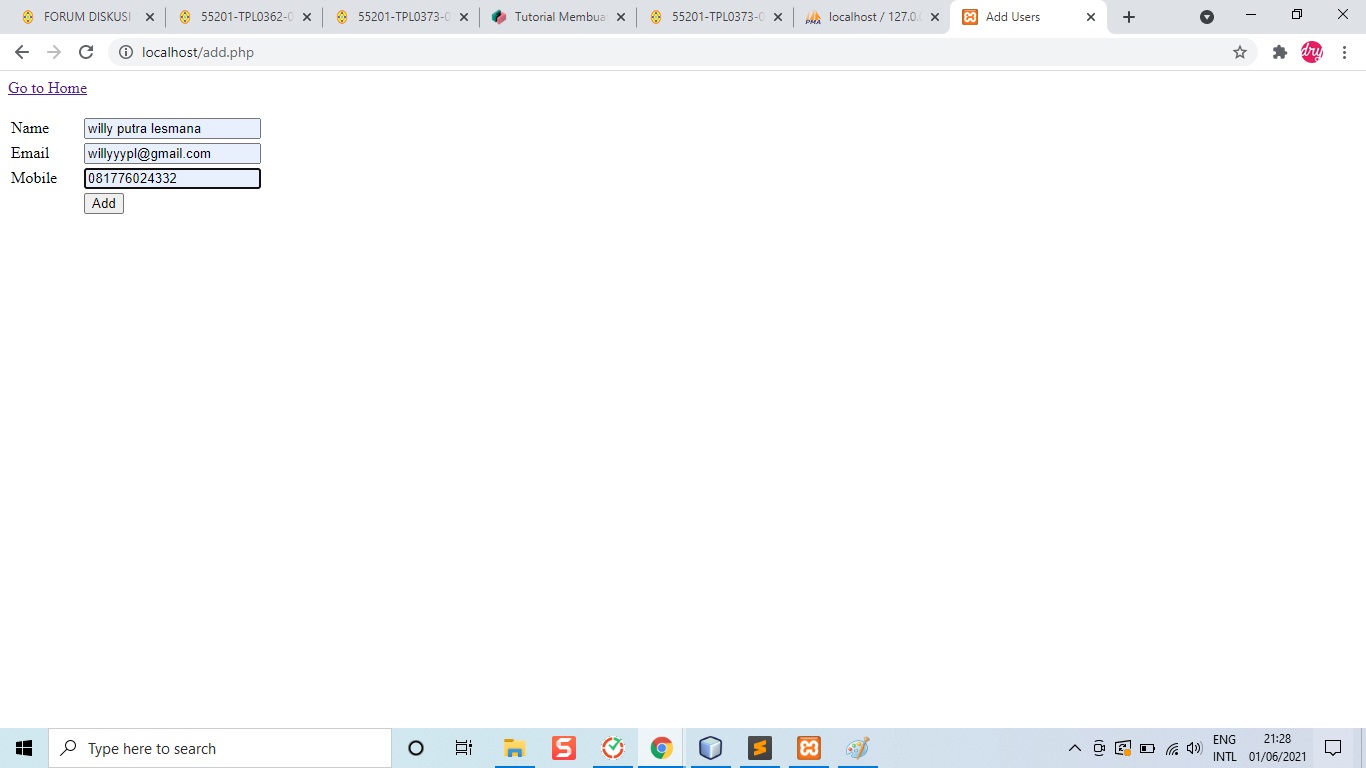 FORUM DISKUSI
55201-TPL0362-0
55201-TPL0373-0
Tutorial Membua
55201-TPL0373-0
PMA
localhost / 127.0.
Add Users
localhost/add.php
dry
Go to Home
Name willy putra lesmana
Email willyyypl@gmail.com
Mobile 081776024332
Add
Type here to search
S
ENG
INTL
21:28
01/06/2021